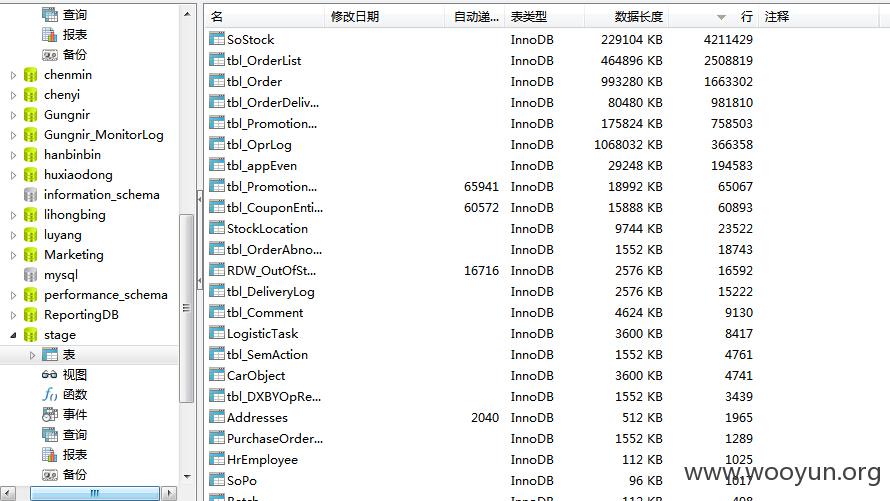 查询
报表
备份
chenmin
chenyi
Gungnir
Gungnir_MonitorLog
hanbinbin
huxiaodong
information_schema
lihongbing
luyang
Marketing
mysql
performance_schema
ReportingDB
stage
表
视图
函数
事件
查询
报表
备份
名 修改日期 自动递... 表类型 数据长度 行 注释
SoStock InnoDB 229104 KB 4211429
tbl_OrderList InnoDB 464896 KB 2508819
tbl_Order InnoDB 993280 KB 1663302
tbl_OrderDeliv... InnoDB 80480 KB 981810
tbl_Promotion... InnoDB 175824 KB 758503
tbl_OprLog InnoDB 1068032 KB 366358
tbl_appEven InnoDB 29248 KB 194583
tbl_Promotion... 65941 InnoDB 18992 KB 65067
tbl_CouponEnti... 60572 InnoDB 15888 KB 60893
StockLocation InnoDB 9744 KB 23522
tbl_OrderAbno... InnoDB 1552 KB 18743
RDW_OutOfSt... 16716 InnoDB 2576 KB 16592
tbl_DeliveryLog InnoDB 2576 KB 15222
tbl_Comment InnoDB 4624 KB 9130
LogisticTask InnoDB 3600 KB 8417
tbl_SemAction InnoDB 1552 KB 4761
CarObject InnoDB 3600 KB 4741
tbl_DXBYOpRe... InnoDB 1552 KB 3439
Addresses 2040 InnoDB 512 KB 1965
PurchaseOrder... InnoDB 1552 KB 1289
HrEmployee InnoDB 112 KB 1025
SoPo InnoDB 96 KB 1017
www.wooyun.org